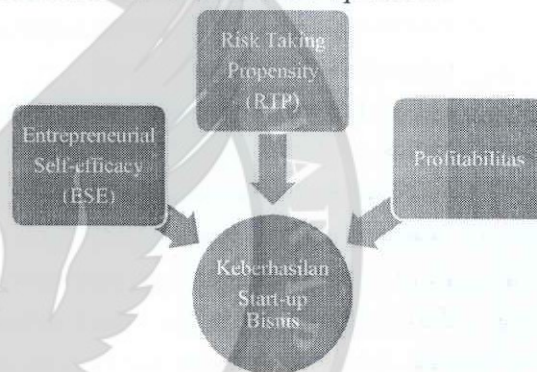 Risk Taking
Propensity
(RTP)
Entrepreneurial
Self-efficacy
(ESE)
Profitabilitas
Keberhasilan
Start-up
Bisnis